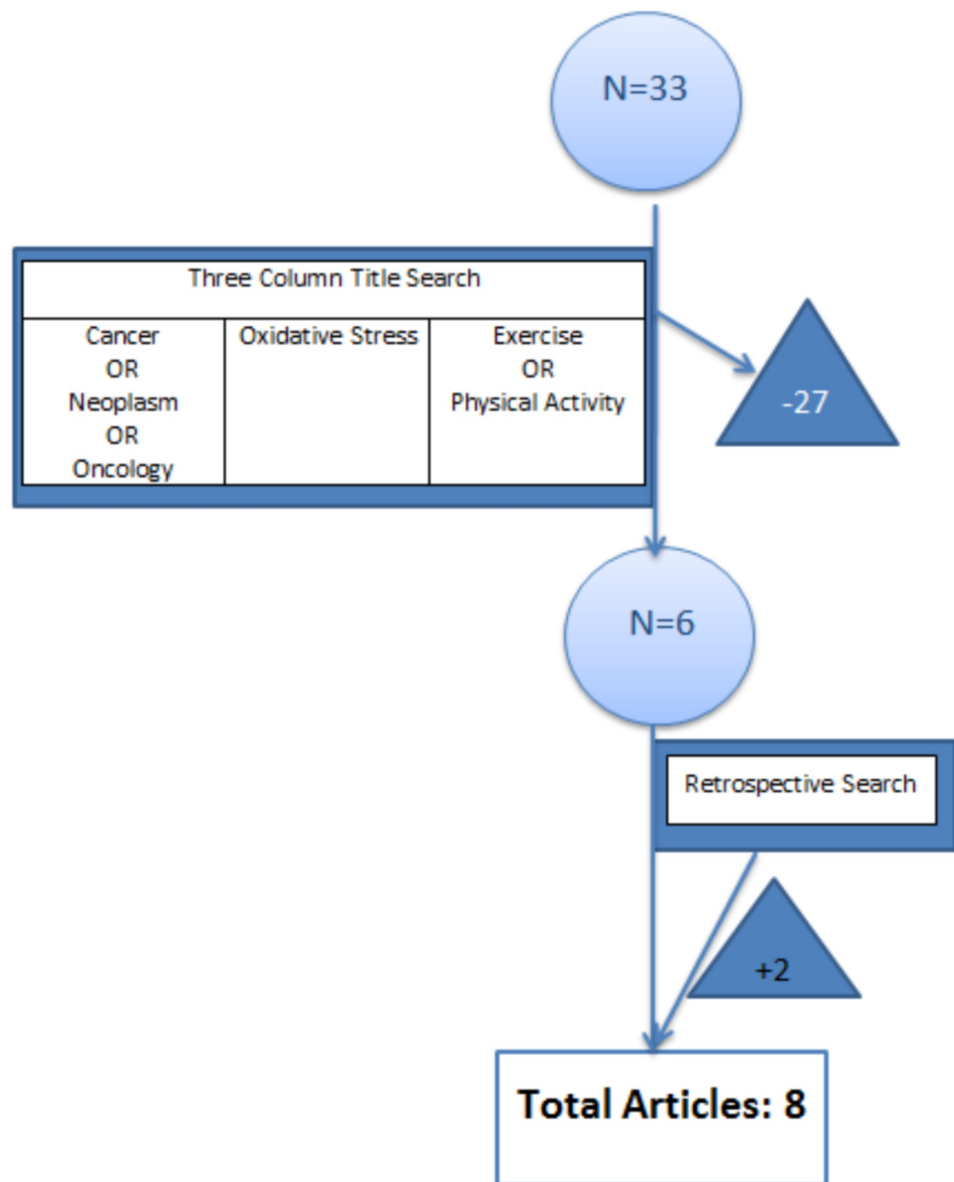 N=33
Three Column Title Search
Cancer
OR
Neoplasm
OR
Oncology
Oxidative Stress
Exercise
OR
Physical Activity
-27
N=6
Retrospective Search
+2
Total Articles: 8